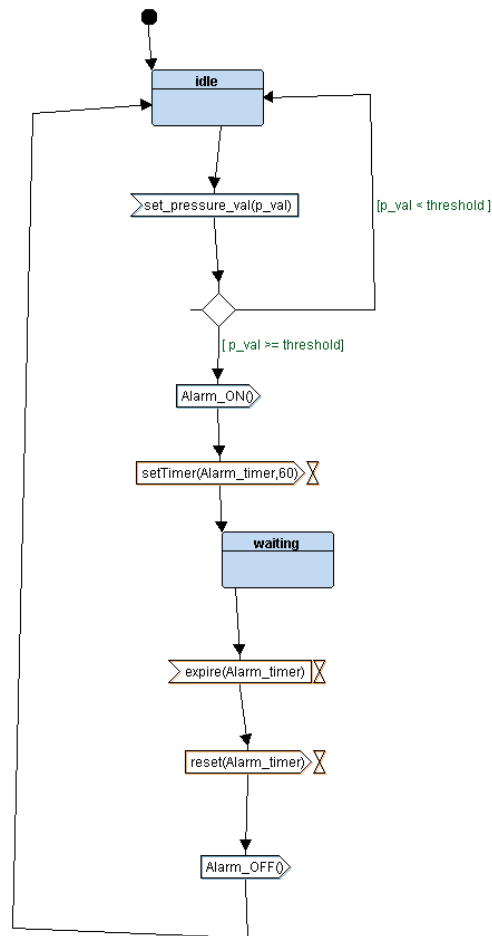 idle
set_pressure_val(p_val)
[p_val < threshold ]
[ p_val >= threshold]
Alarm_ON()
setTimer(Alarm_timer,60)
waiting
expire(Alarm_timer)
reset(Alarm_timer)
Alarm_OFF()